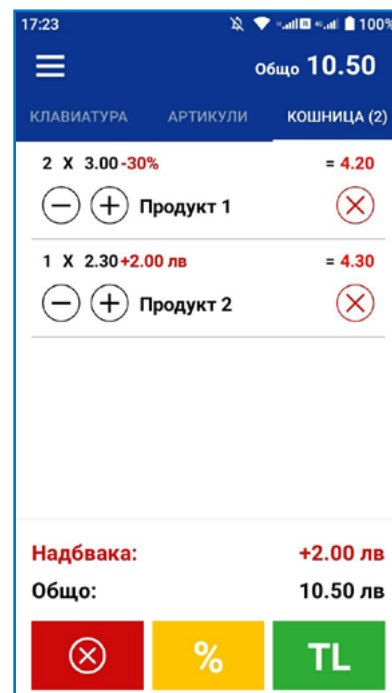 17:23 100%
Общо 10.50
КЛАВИАТУРА АРТИКУЛИ КОШНИЦА (2)
2 X 3.00-30% = 4.20
Продукт 1
1 X 2.30+2.00 лв = 4.30
Продукт 2
Надбвака: +2.00 лв
Общо: 10.50 лв
% TL